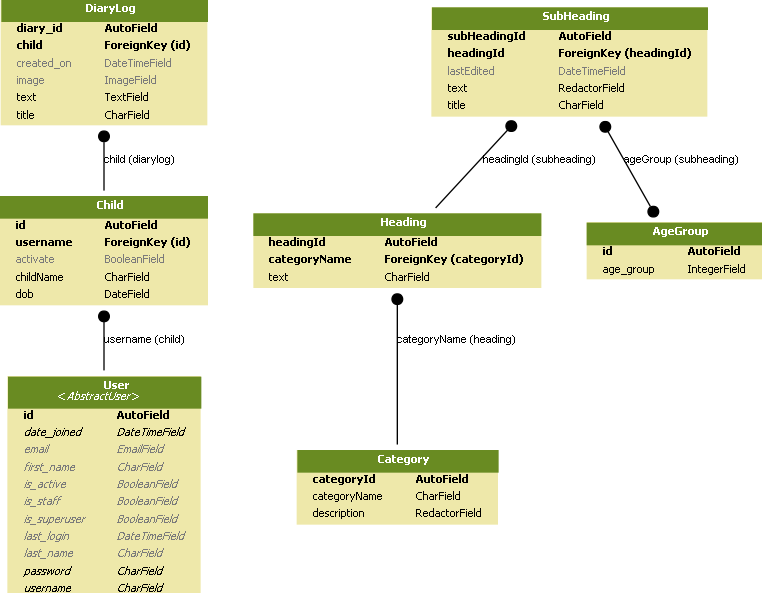 DiaryLog
diary_id AutoField
child ForeignKey (id)
created_on DateTimeField
image ImageField
text TextField
title CharField
child (diarylog)
Child
id AutoField
username ForeignKey (id)
activate BooleanField
childName CharField
dob DateField
username (child)
User
<AbstractUser>
id AutoField
date_joined DateTimeField
email EmailField
first_name CharField
is_active BooleanField
is_staff BooleanField
is_superuser BooleanField
last_login DateTimeField
last_name CharField
password CharField
username CharField
SubHeading
subHeadingId AutoField
headingId ForeignKey (headingId)
lastEdited DateTimeField
text RedactorField
title CharField
headingId (subheading)
ageGroup (subheading)
Heading
headingId AutoField
categoryName ForeignKey (categoryId)
text CharField
AgeGroup
id AutoField
age_group IntegerField
categoryName (heading)
Category
categoryId AutoField
categoryName CharField
description RedactorField